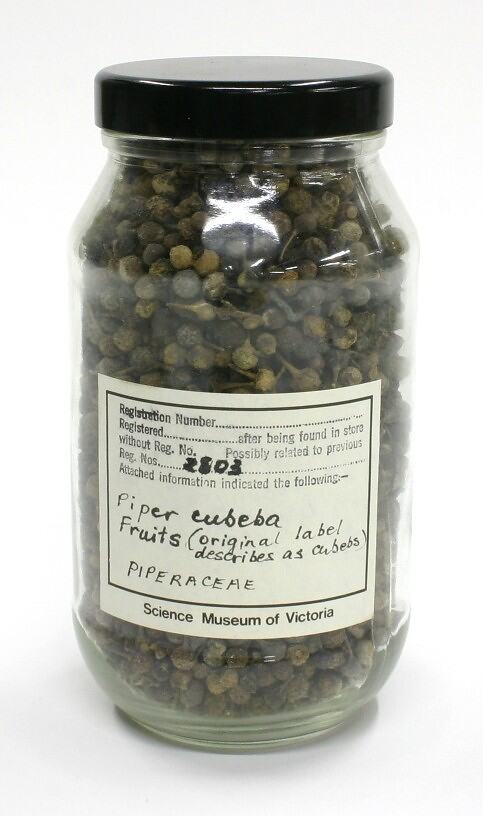 Registration Number....................................
Registered..................after being found in store
without Reg. No. Possibly related to previous
Reg. Nos......2803.........................
Attached information indicated the following:—
Piper cubeba
Fruits (original label
describes as cubebs)
PIPERACEAE
Science Museum of Victoria